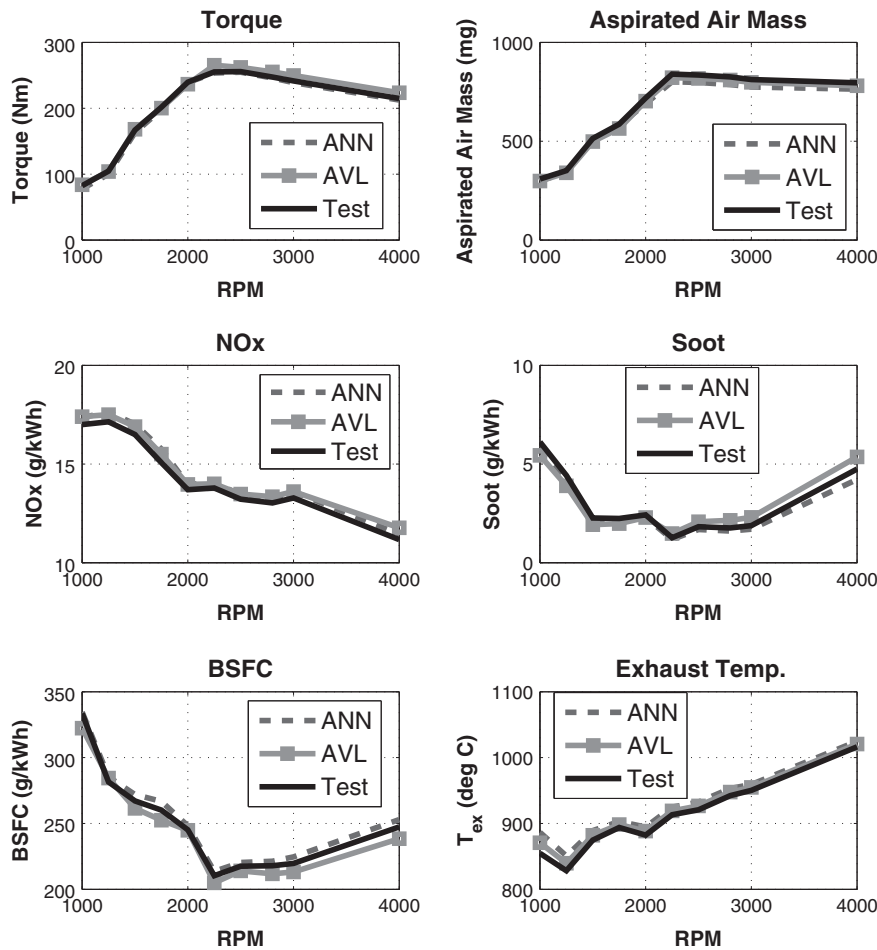 Torque
Torque (Nm)
300
200
100
0
1000
2000
3000
4000
RPM
ANN
AVL
Test
Aspirated Air Mass
Aspirated Air Mass (mg)
1000
500
0
1000
2000
3000
4000
RPM
ANN
AVL
Test
NOx
NOx (g/kWh)
20
15
10
1000
2000
3000
4000
RPM
ANN
AVL
Test
Soot
Soot (g/kWh)
10
5
0
1000
2000
3000
4000
RPM
ANN
AVL
Test
BSFC
BSFC (g/kWh)
350
300
250
200
1000
2000
3000
4000
RPM
ANN
AVL
Test
Exhaust Temp.
Tex (deg C)
1100
1000
900
800
1000
2000
3000
4000
RPM
ANN
AVL
Test